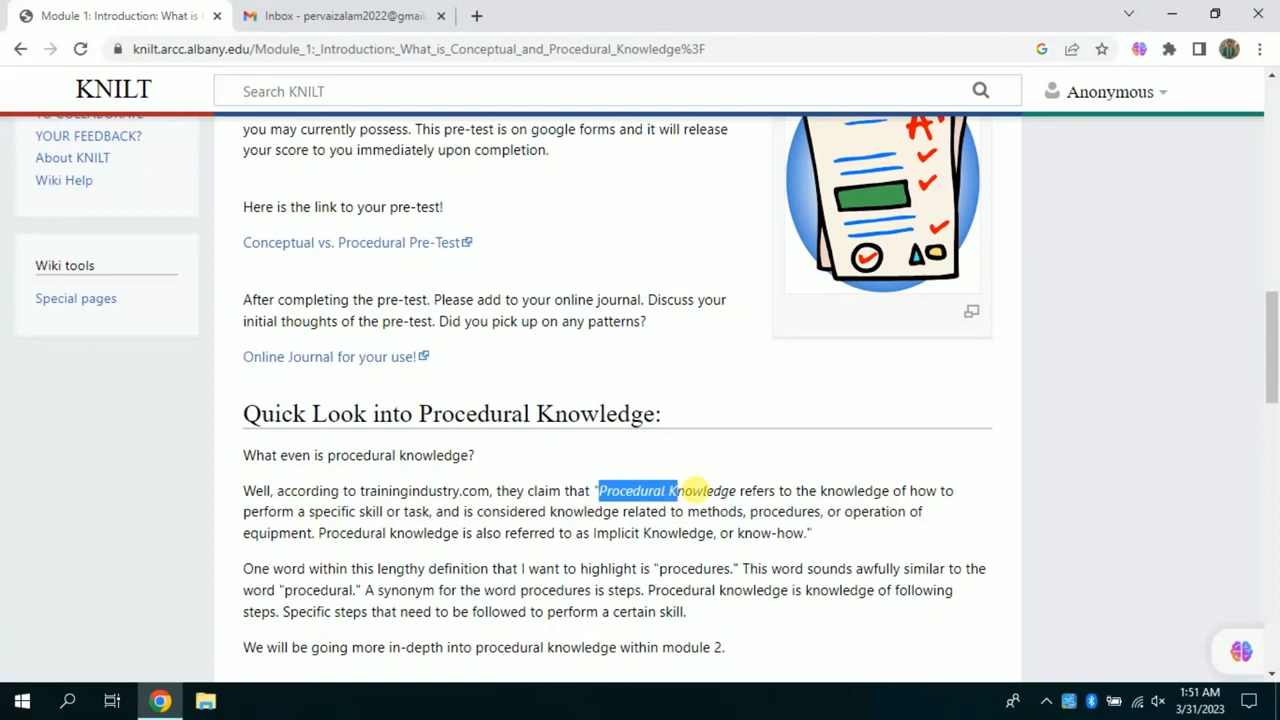 Module 1: Introduction: What is C
Inbox - pervaizalam2022@gmai
knilt.arcc.albany.edu/Module_1:_Introduction:_What_is_Conceptual_and_Procedural_Knowledge%3F
KNILT
Search KNILT
Anonymous
TO COLLABORATE
YOUR FEEDBACK?
About KNILT
Wiki Help
Wiki tools
Special pages
you may currently possess. This pre-test is on google forms and it will release
your score to you immediately upon completion.
Here is the link to your pre-test!
Conceptual vs. Procedural Pre-Test
After completing the pre-test. Please add to your online journal. Discuss your
initial thoughts of the pre-test. Did you pick up on any patterns?
Online Journal for your use!
A+
Quick Look into Procedural Knowledge:
What even is procedural knowledge?
Well, according to trainingindustry.com, they claim that "Procedural Knowledge refers to the knowledge of how to
perform a specific skill or task, and is considered knowledge related to methods, procedures, or operation of
equipment. Procedural knowledge is also referred to as Implicit Knowledge, or know-how."
One word within this lengthy definition that I want to highlight is "procedures." This word sounds awfully similar to the
word "procedural." A synonym for the word procedures is steps. Procedural knowledge is knowledge of following
steps. Specific steps that need to be followed to perform a certain skill.
We will be going more in-depth into procedural knowledge within module 2.
1:51 AM
3/31/2023